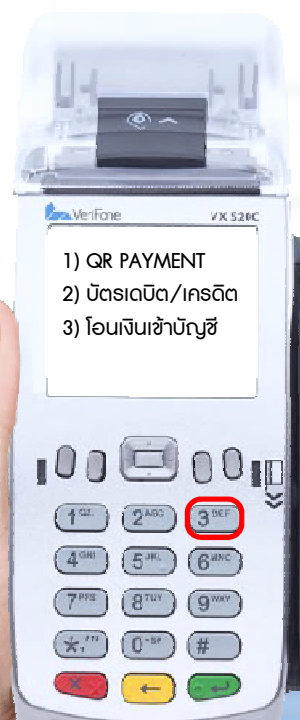 VeriFone
VX 520C
1) QR PAYMENT
2) บัตรเดบิต/เครดิต
3) โอนเงินเข้าบัญชี
1 QZ.
2 ABC
3 DEF
4 GHI
5 JKL
6 MNO
7 PRS
8 TUV
9 WXY
*,'"
0 -SP
#